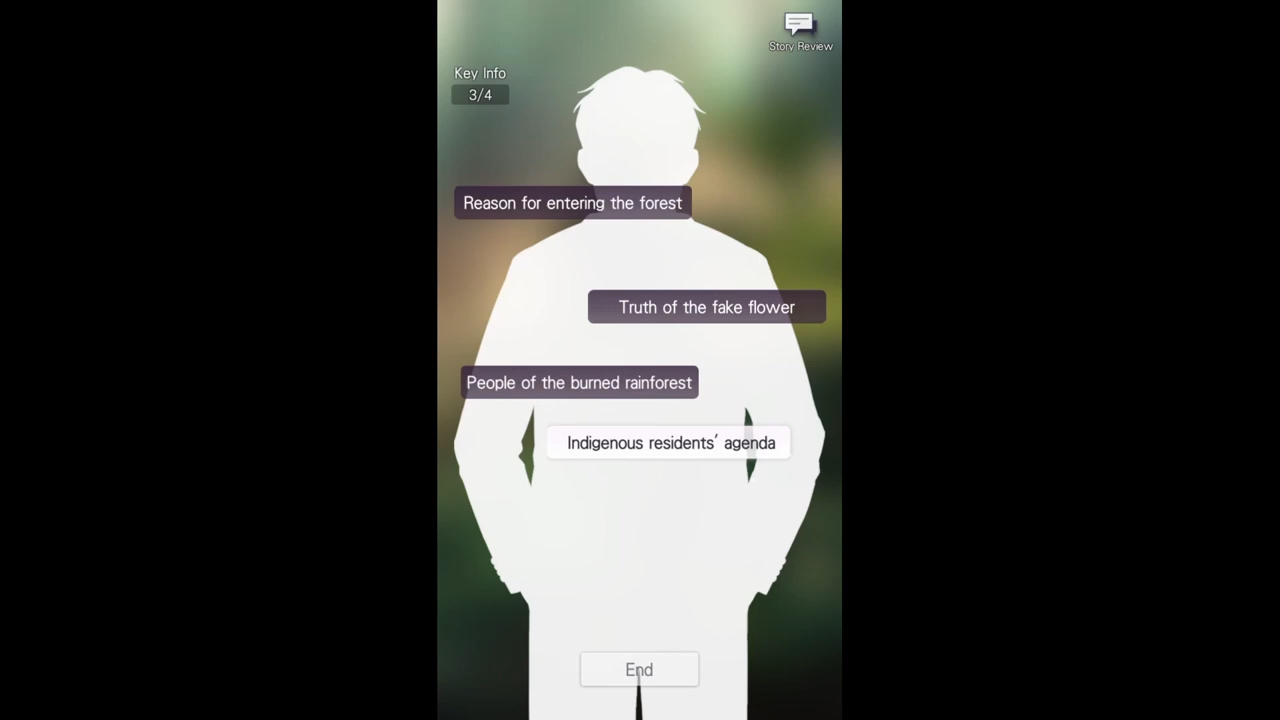 Story Review
Key Info
3/4
Reason for entering the forest
Truth of the fake flower
People of the burned rainforest
Indigenous residents' agenda
End